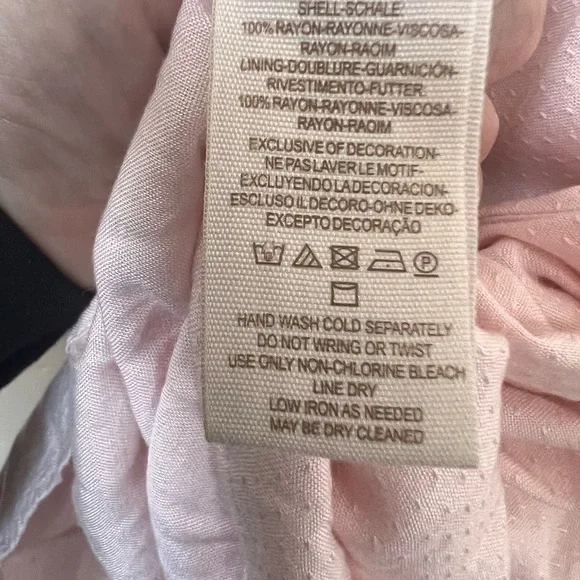 SHELL-SCHALE:
100% RAYON-RAYONNE-VISCOSA-
RAYON-RAOIM
LINING-DOUBLURE-GUARNICIÓN-
RIVESTIMENTO-FUTTER:
100% RAYON-RAYONNE-VISCOSA-
RAYON-RAOIM
EXCLUSIVE OF DECORATION-
NE PAS LAVER LE MOTIF-
EXCLUYENDO LA DECORACION-
ESCLUSO IL DECORO-OHNE DEKO-
EXCEPTO DECORAÇÃO
P
HAND WASH COLD SEPARATELY
DO NOT WRING OR TWIST
USE ONLY NON-CHLORINE BLEACH
LINE DRY
LOW IRON AS NEEDED
MAY BE DRY CLEANED